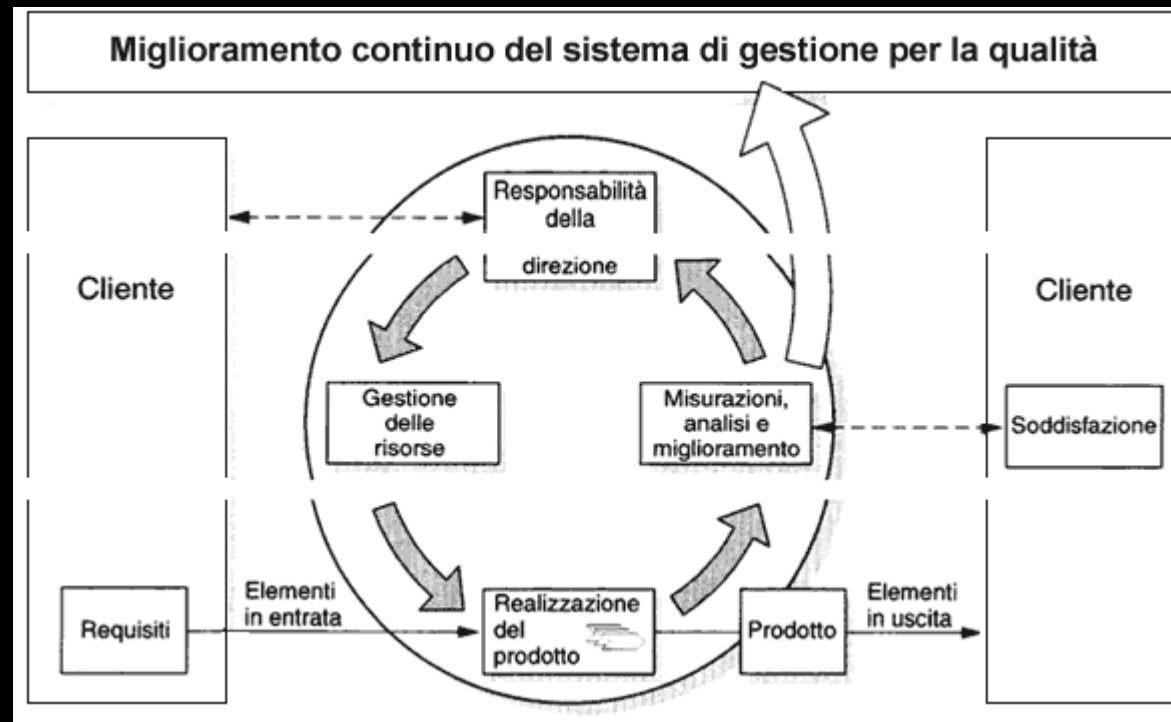 Miglioramento continuo del sistema di gestione per la qualità
Responsabilità
della
direzione
Cliente
Cliente
Gestione
delle
risorse
Misurazioni,
analisi e
miglioramento
Soddisfazione
Requisiti
Elementi
in entrata
Realizzazione
del
prodotto
Prodotto
Elementi
in uscita